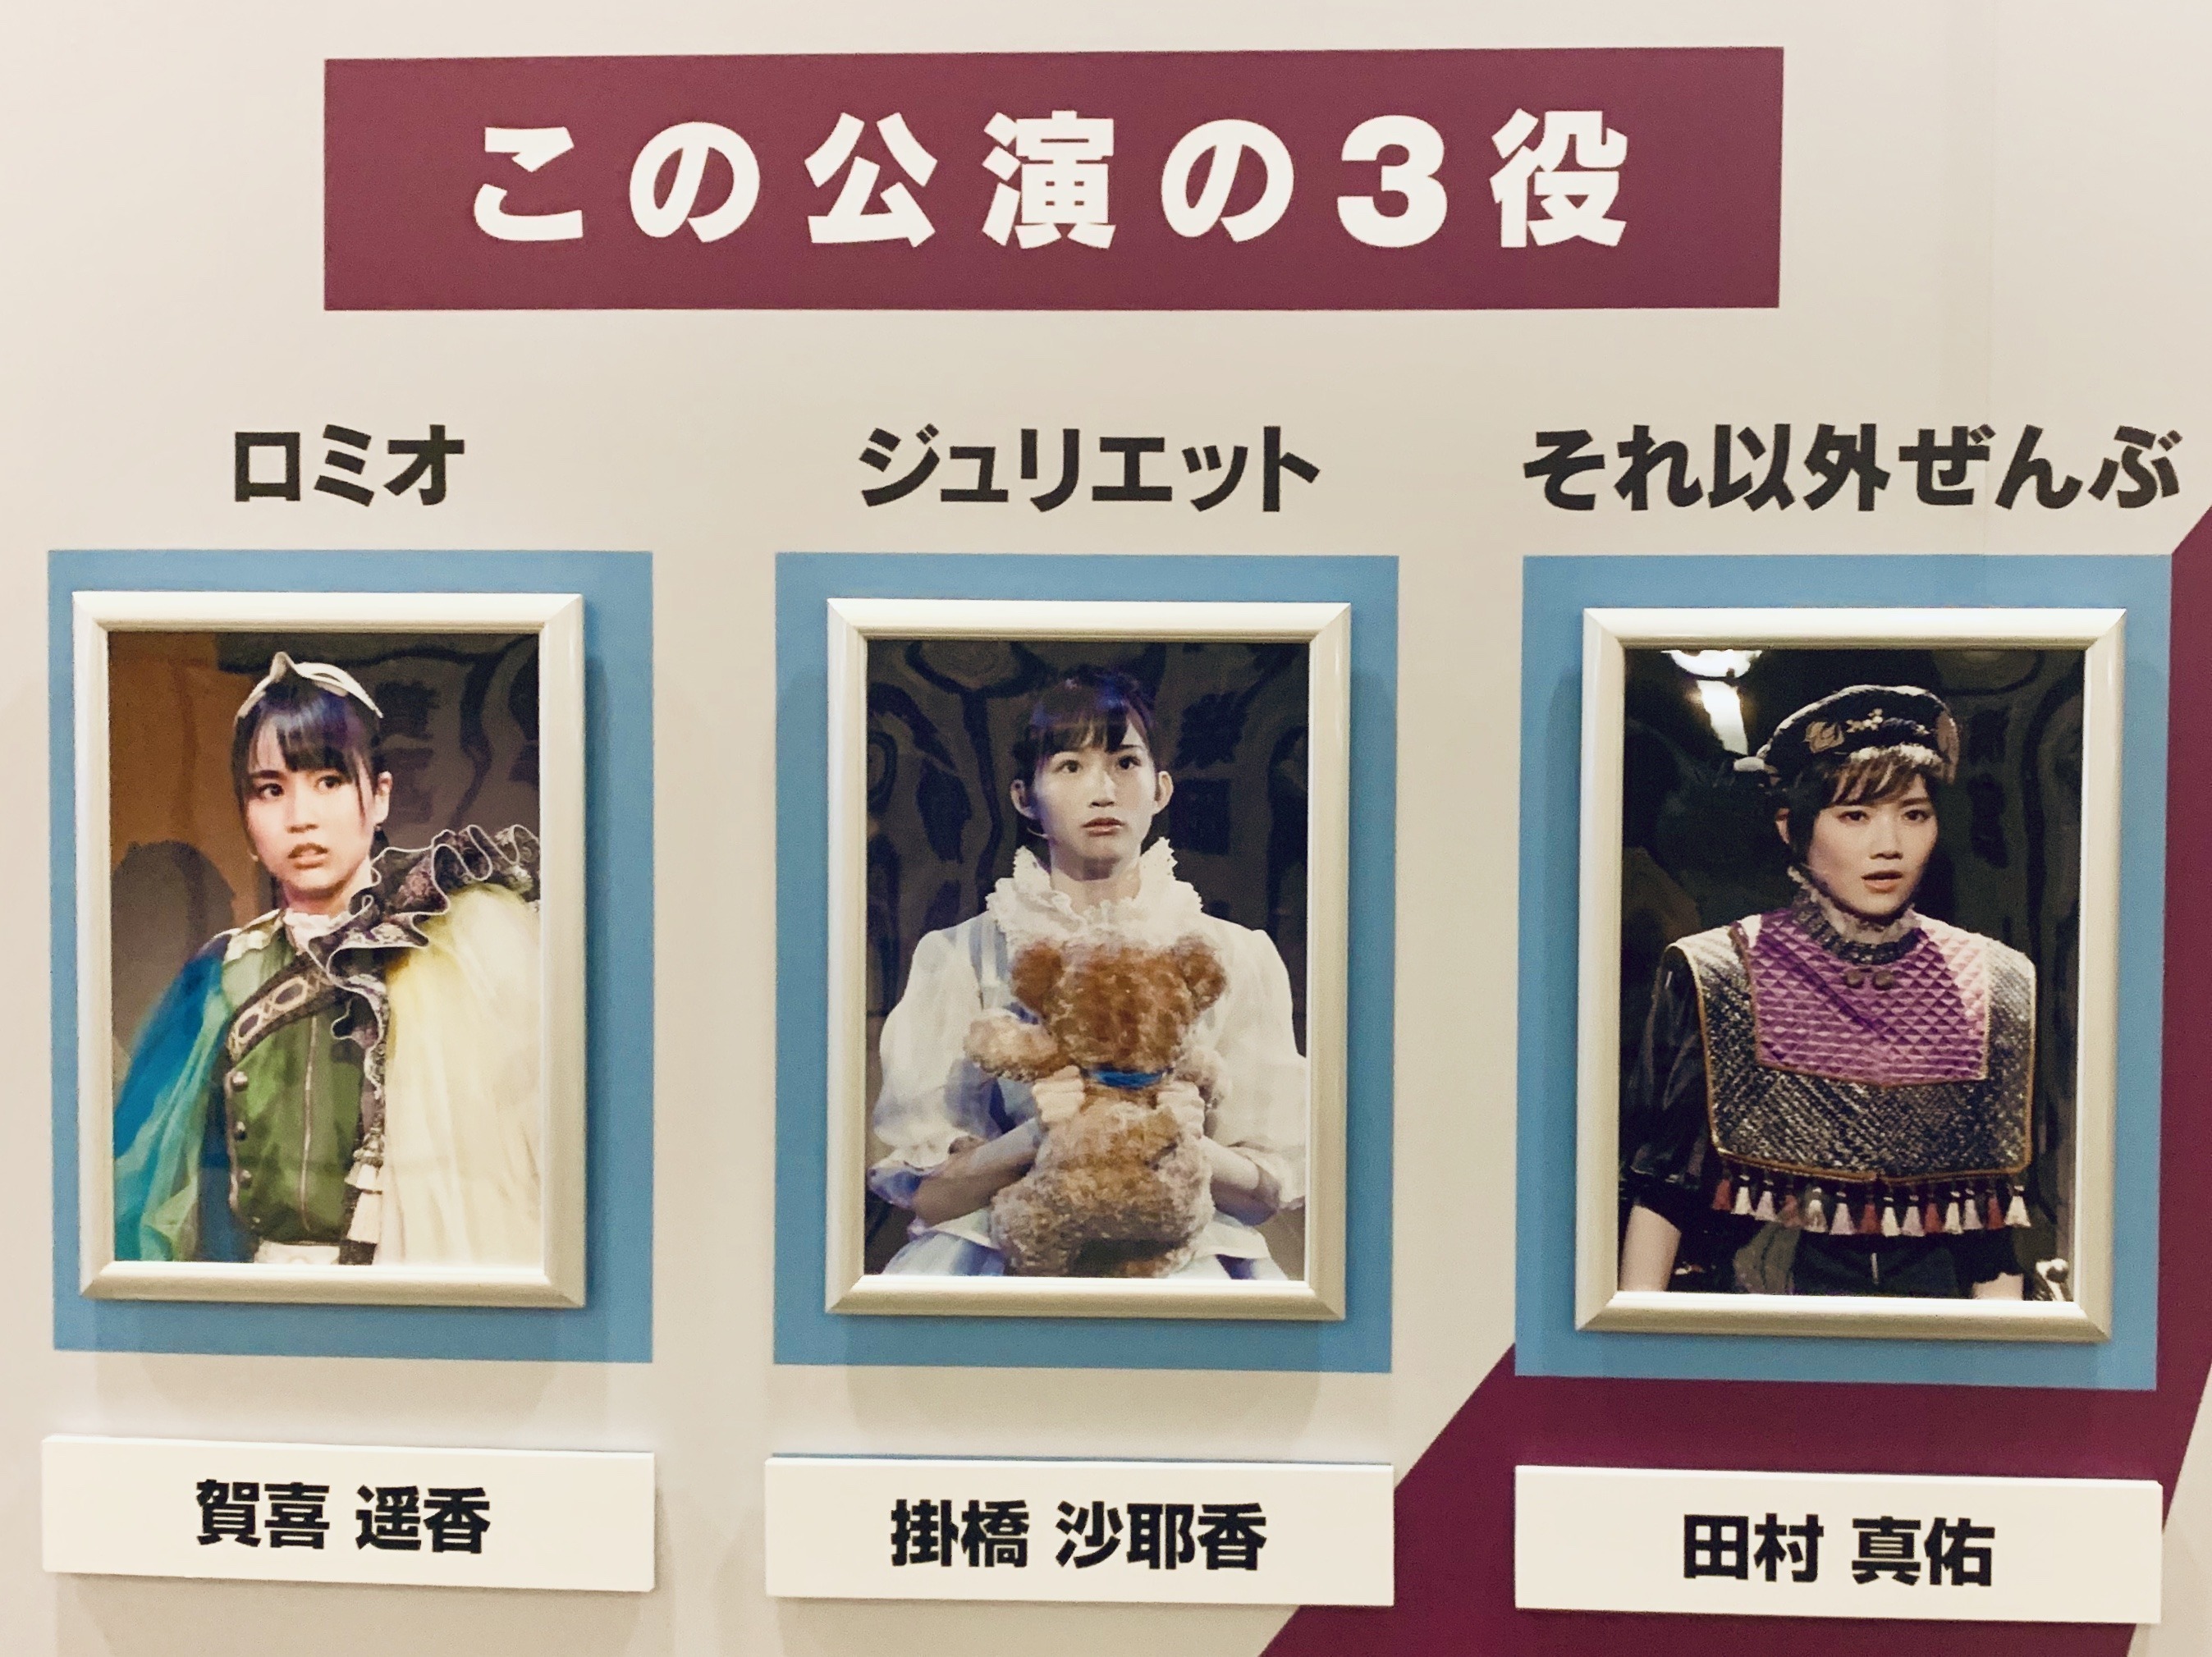 この公演の3役
ロミオ
ジュリエット
それ以外ぜんぶ
賀喜 遥香
掛橋 沙耶香
田村 真佑